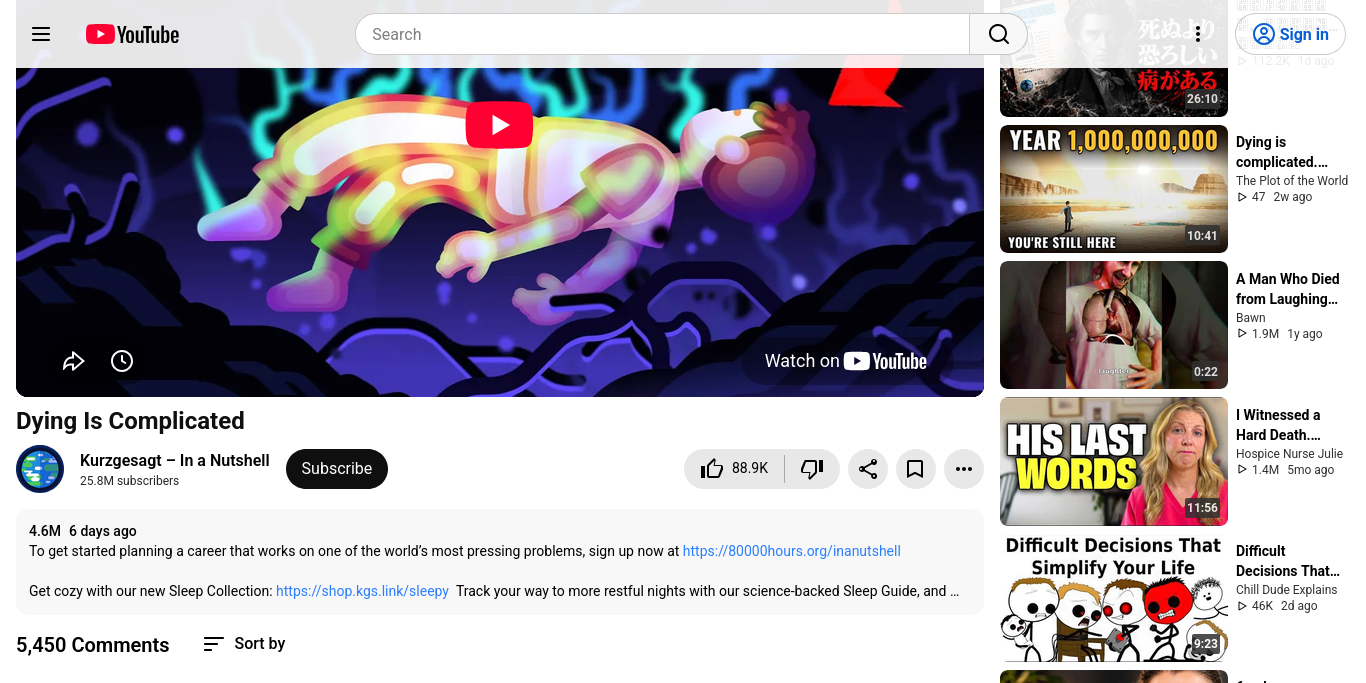 YouTube
Search
Sign in
112.2K 1d ago
死ぬより
恐ろしい
病がある
26:10
Watch on YouTube
Dying Is Complicated
Kurzgesagt – In a Nutshell
25.8M subscribers
Subscribe
88.9K
4.6M 6 days ago
To get started planning a career that works on one of the world’s most pressing problems, sign up now at https://80000hours.org/inanutshell
Get cozy with our new Sleep Collection: https://shop.kgs.link/sleepy Track your way to more restful nights with our science-backed Sleep Guide, and ...
5,450 Comments
Sort by
YEAR 1,000,000,000
YOU'RE STILL HERE
10:41
Dying is
complicated....
The Plot of the World
47 2w ago
laughter
0:22
A Man Who Died
from Laughing...
Bawn
1.9M 1y ago
HIS LAST
WORDS
11:56
I Witnessed a
Hard Death....
Hospice Nurse Julie
1.4M 5mo ago
Difficult Decisions That
Simplify Your Life
9:23
Difficult
Decisions That...
Chill Dude Explains
46K 2d ago